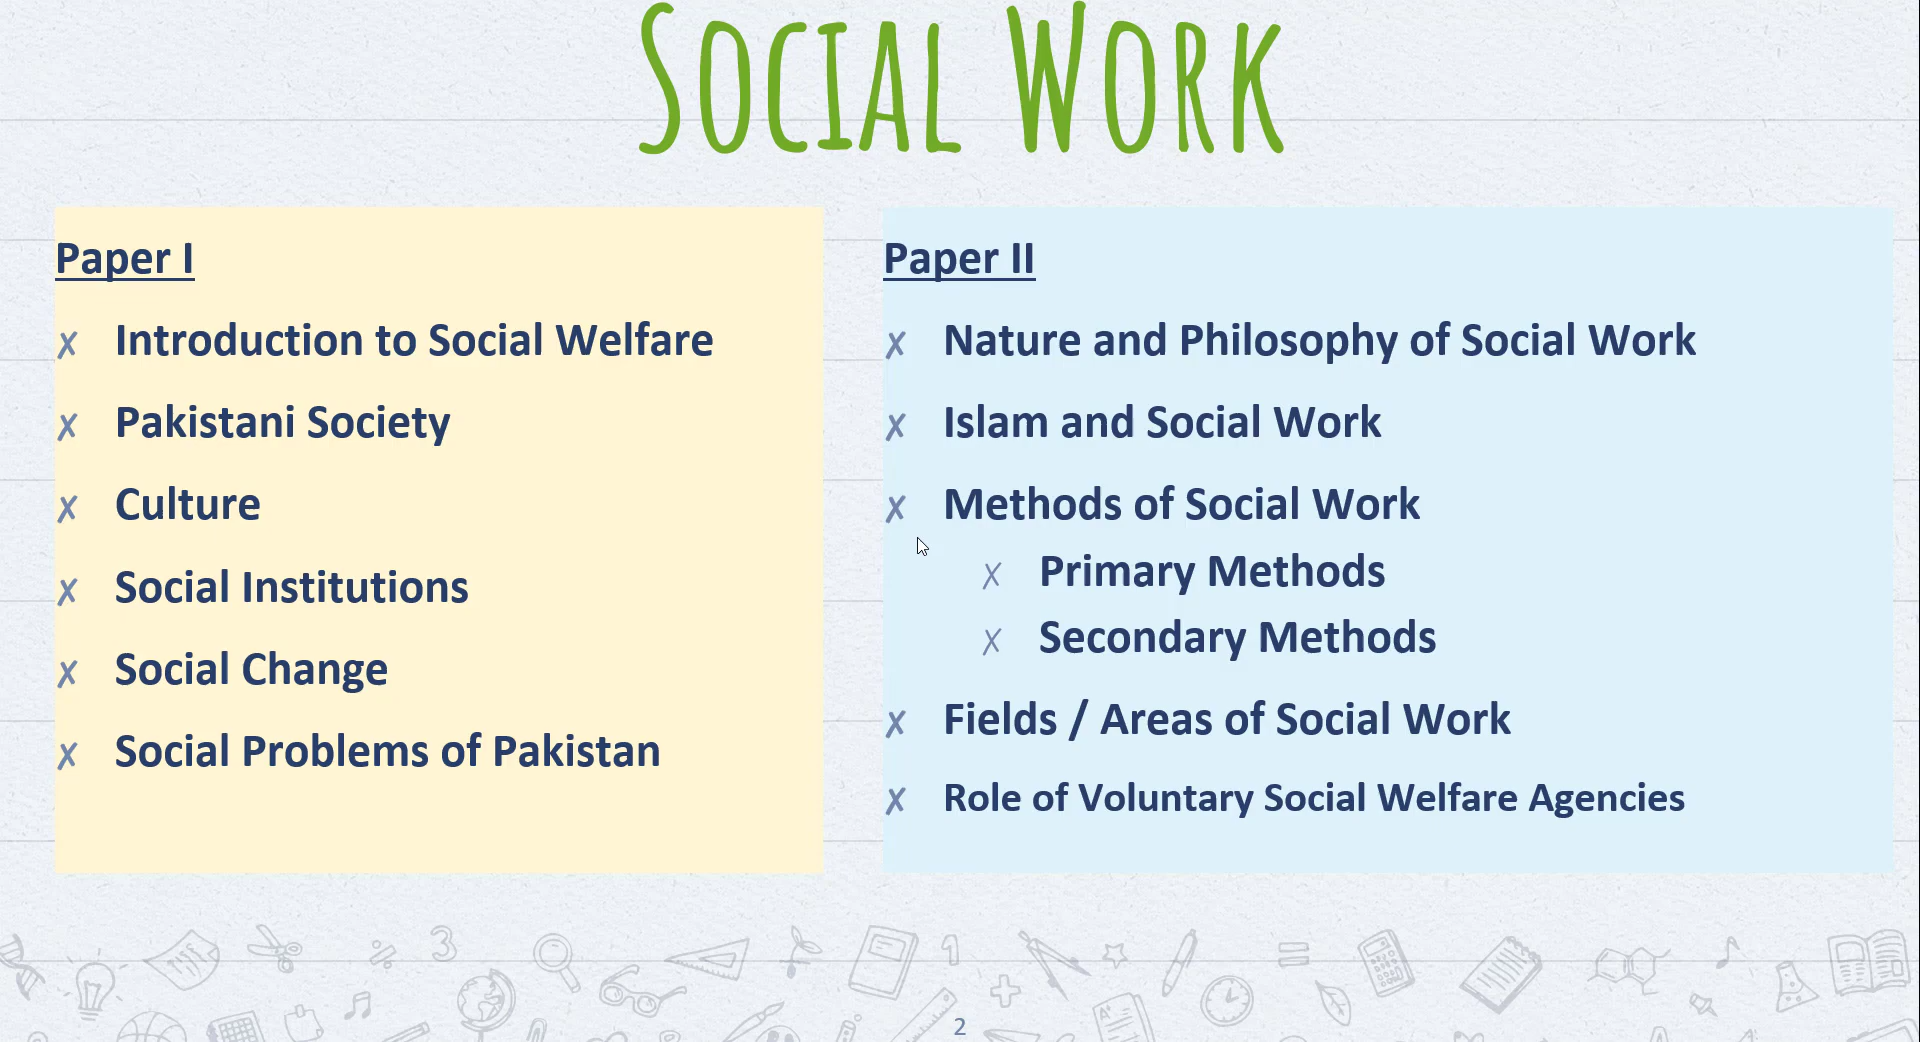 Social Work
Paper I
✗ Introduction to Social Welfare
✗ Pakistani Society
✗ Culture
✗ Social Institutions
✗ Social Change
✗ Social Problems of Pakistan
Paper II
✗ Nature and Philosophy of Social Work
✗ Islam and Social Work
✗ Methods of Social Work
✗ Primary Methods
✗ Secondary Methods
✗ Fields / Areas of Social Work
✗ Role of Voluntary Social Welfare Agencies
3
1
A+
2